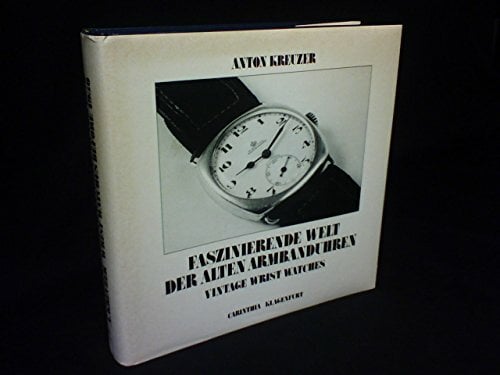 ANTON KREUZER
FASZINIERENDE WELT
DER ALTEN ARMBANDUHREN
VINTAGE WRIST WATCHES
CARINTHIA KLAGENFURT